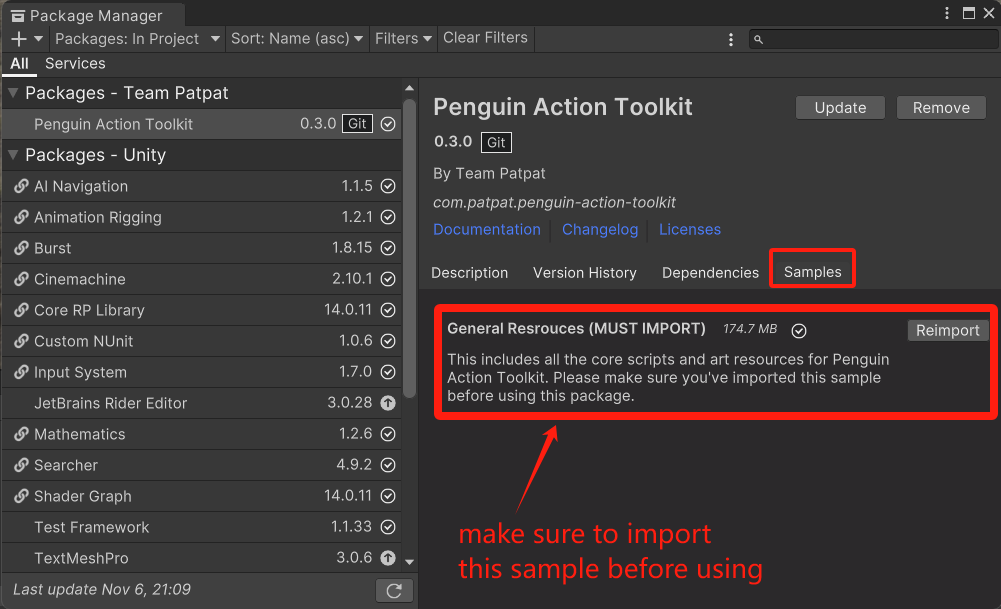 Package Manager
Packages: In Project Sort: Name (asc) Filters Clear Filters
All Services
Packages - Team Patpat
Penguin Action Toolkit 0.3.0 Git
Packages - Unity
AI Navigation 1.1.5
Animation Rigging 1.2.1
Burst 1.8.15
Cinemachine 2.10.1
Core RP Library 14.0.11
Custom NUnit 1.0.6
Input System 1.7.0
JetBrains Rider Editor 3.0.28
Mathematics 1.2.6
Searcher 4.9.2
Shader Graph 14.0.11
Test Framework 1.1.33
TextMeshPro 3.0.6
Last update Nov 6, 21:09
Penguin Action Toolkit Update Remove
0.3.0 Git
By Team Patpat
com.patpat.penguin-action-toolkit
Documentation Changelog Licenses
Description Version History Dependencies Samples
General Resrouces (MUST IMPORT) 174.7 MB Reimport
This includes all the core scripts and art resources for Penguin
Action Toolkit. Please make sure you've imported this sample
before using this package.
make sure to import
this sample before using